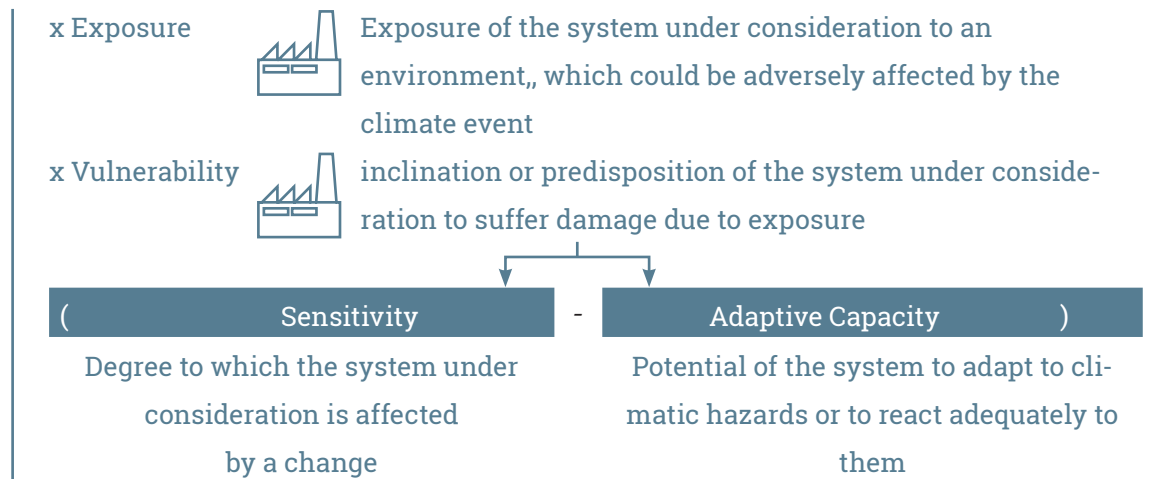 x Exposure
Exposure of the system under consideration to an
environment,, which could be adversely affected by the
climate event
x Vulnerability
inclination or predisposition of the system under conside-
ration to suffer damage due to exposure
( Sensitivity - Adaptive Capacity )
Degree to which the system under
consideration is affected
by a change
Potential of the system to adapt to cli-
matic hazards or to react adequately to
them